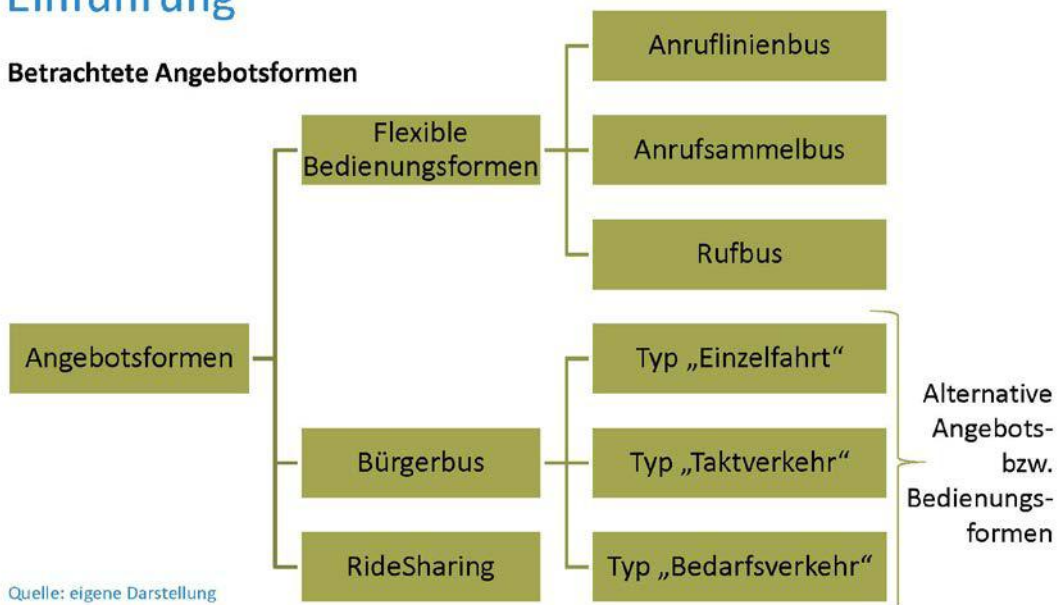 Einführung
Betrachtete Angebotsformen
Angebotsformen
Flexible
Bedienungsformen
Anruflinienbus
Anrufsammelbus
Rufbus
Bürgerbus
Typ „Einzelfahrt“
Typ „Taktverkehr“
Typ „Bedarfsverkehr“
RideSharing
Alternative
Angebots-
bzw.
Bedienungs-
formen
Quelle: eigene Darstellung